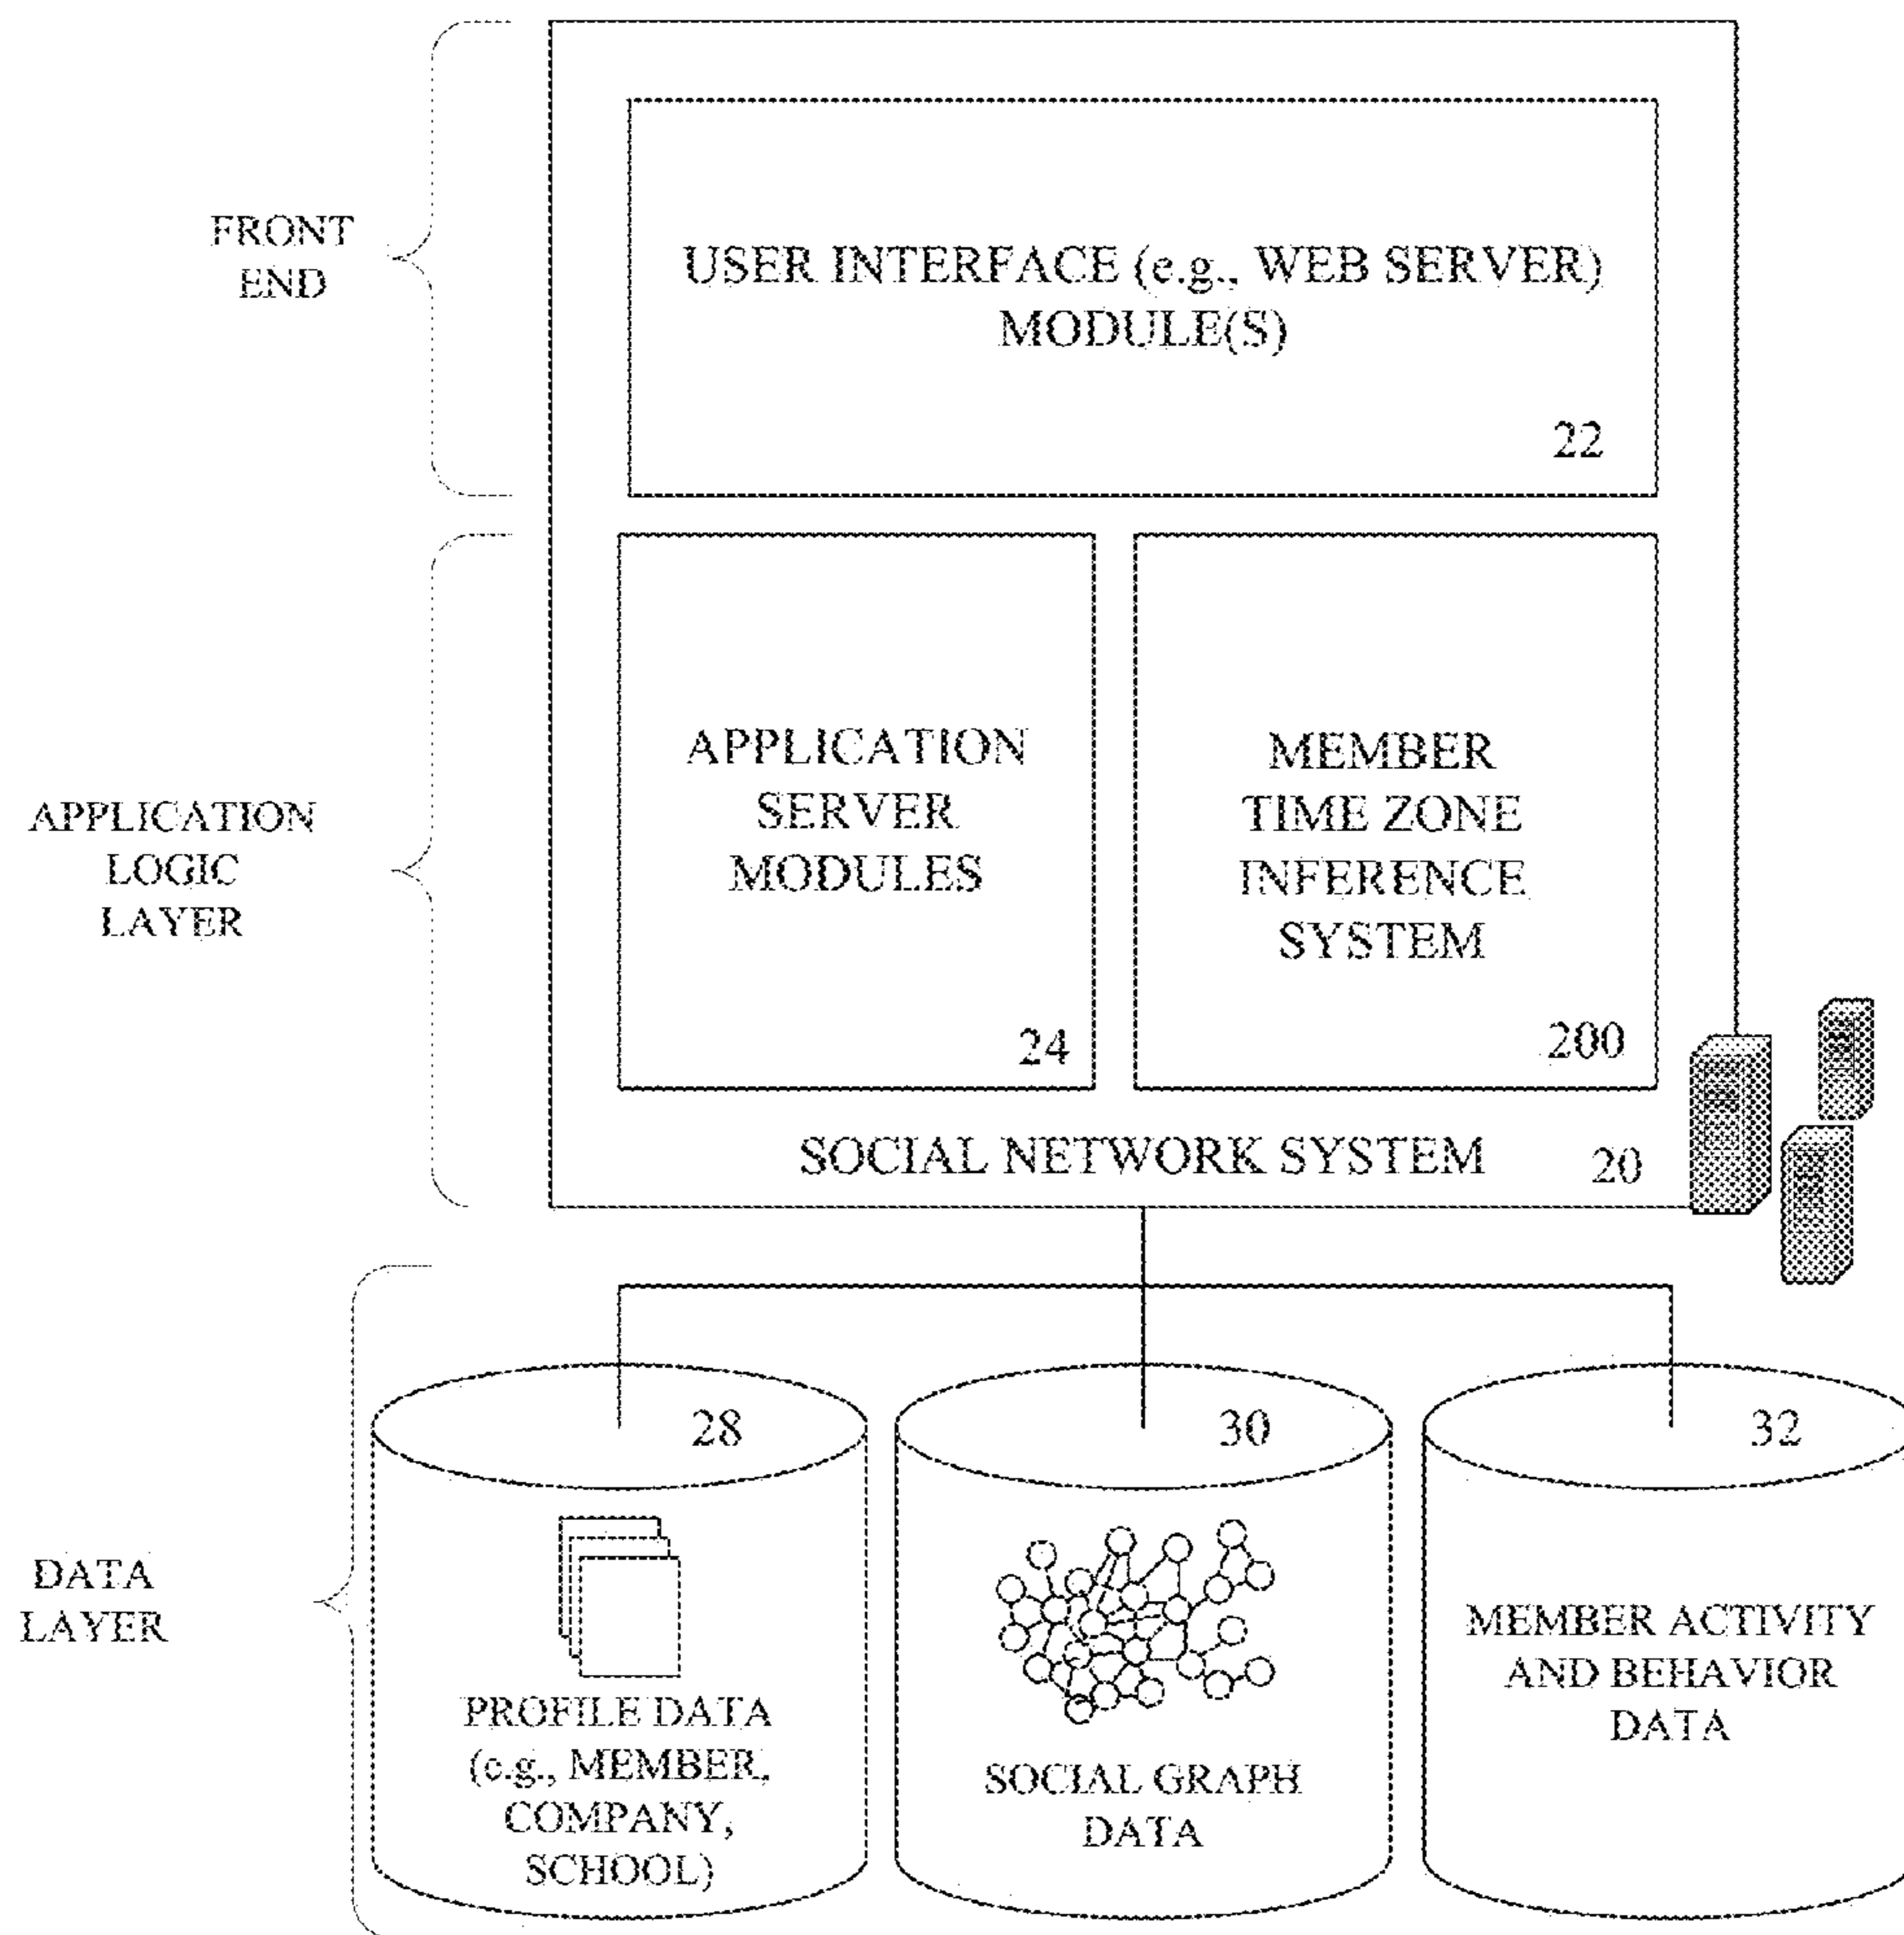 FRONT
END
USER INTERFACE (e.g., WEB SERVER)
MODULE(S)
22
APPLICATION
LOGIC
LAYER
APPLICATION
SERVER
MODULES
24
MEMBER
TIME ZONE
INFERENCE
SYSTEM
200
SOCIAL NETWORK SYSTEM
20
DATA
LAYER
28
PROFILE DATA
(e.g., MEMBER,
COMPANY,
SCHOOL)
30
SOCIAL GRAPH
DATA
32
MEMBER ACTIVITY
AND BEHAVIOR
DATA